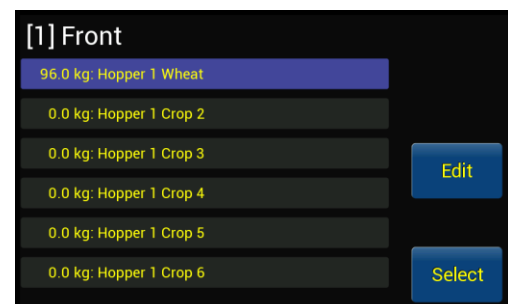 [1] Front
96.0 kg: Hopper 1 Wheat
0.0 kg: Hopper 1 Crop 2
0.0 kg: Hopper 1 Crop 3
Edit
0.0 kg: Hopper 1 Crop 4
0.0 kg: Hopper 1 Crop 5
0.0 kg: Hopper 1 Crop 6
Select